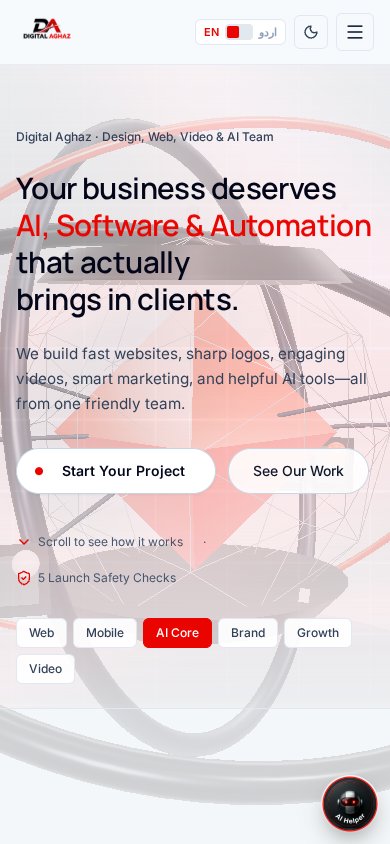 DA
DIGITAL AGHAZ
EN
اردو
Digital Aghaz · Design, Web, Video & AI Team
Your business deserves
AI, Software & Automation
that actually
brings in clients.
We build fast websites, sharp logos, engaging
videos, smart marketing, and helpful AI tools—all
from one friendly team.
Start Your Project
See Our Work
Scroll to see how it works ·
5 Launch Safety Checks
Web
Mobile
AI Core
Brand
Growth
Video
AI Helper